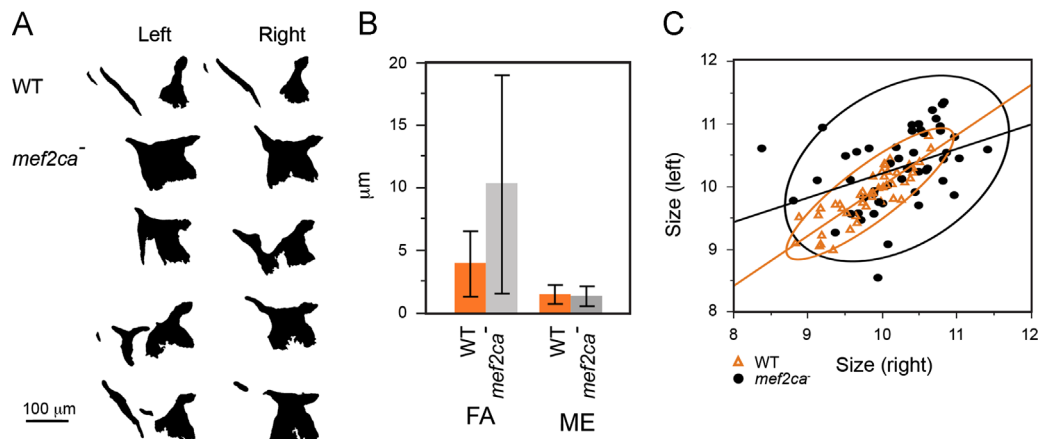 A
Left Right
WT
mef2ca-
100 μm
B
μm
20
15
10
5
0
WT
mef2ca-
WT
mef2ca-
FA ME
C
Size (left)
12
11
10
9
8
8 9 10 11 12
WT
mef2ca-
Size (right)